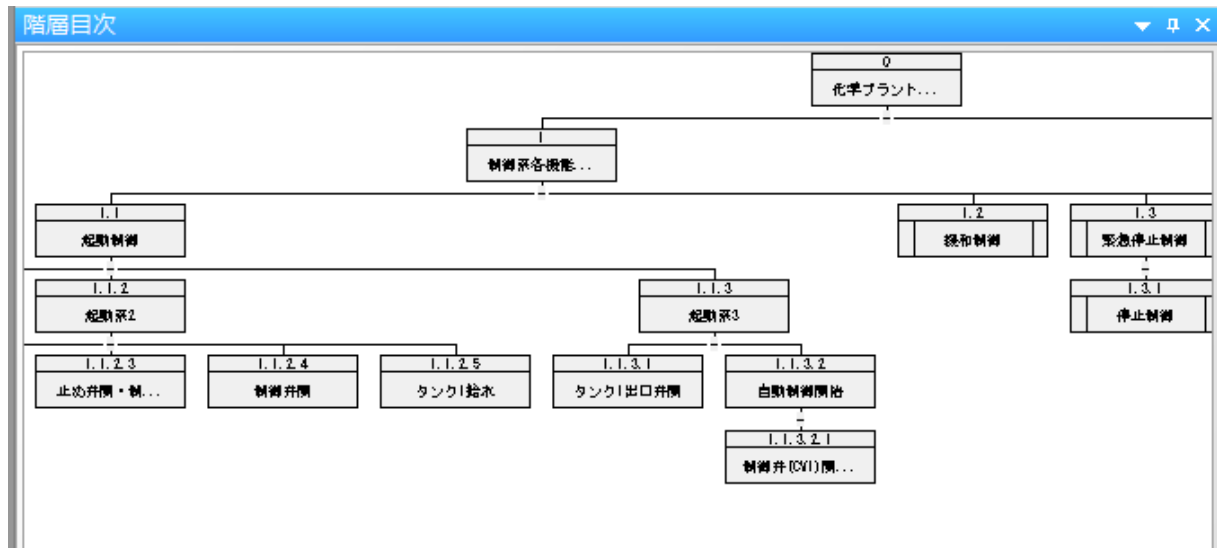 階層目次
0
化学プラント...
1
制御系各機能...
1.1
起動制御
1.2
緩和制御
1.3
緊急停止制御
1.1.2
起動系2
1.1.3
起動系3
1.3.1
停止制御
1.1.2.3
止め弁開・制...
1.1.2.4
制御弁開
1.1.2.5
タンク1給水
1.1.3.1
タンク1出口弁開
1.1.3.2
自動制御開始
1.1.3.2.1
制御弁(CV1)開...